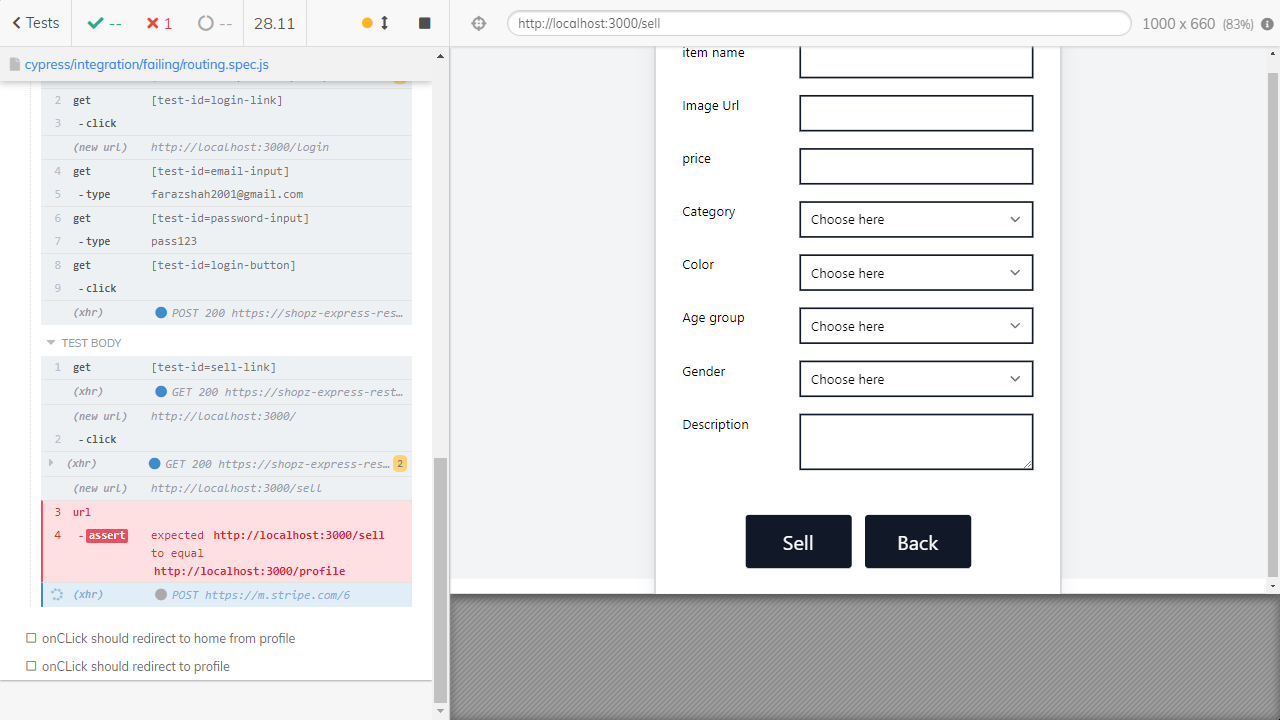 Tests
--
1
--
28.11
http://localhost:3000/sell
1000 x 660 (83%)
cypress/integration/failing/routing.spec.js
2 get [test-id=login-link]
3 -click
(new url) http://localhost:3000/login
4 get [test-id=email-input]
5 -type farazshah2001@gmail.com
6 get [test-id=password-input]
7 -type pass123
8 get [test-id=login-button]
9 -click
(xhr) POST 200 https://shopz-express-res…
TEST BODY
1 get [test-id=sell-link]
(xhr) GET 200 https://shopz-express-rest…
(new url) http://localhost:3000/
2 -click
(xhr) GET 200 https://shopz-express-res… 2
(new url) http://localhost:3000/sell
3 url
4 -assert expected http://localhost:3000/sell
to equal
http://localhost:3000/profile
(xhr) POST https://m.stripe.com/6
onCLick should redirect to home from profile
onCLick should redirect to profile
item name
Image Url
price
Category Choose here
Color Choose here
Age group Choose here
Gender Choose here
Description
Sell Back